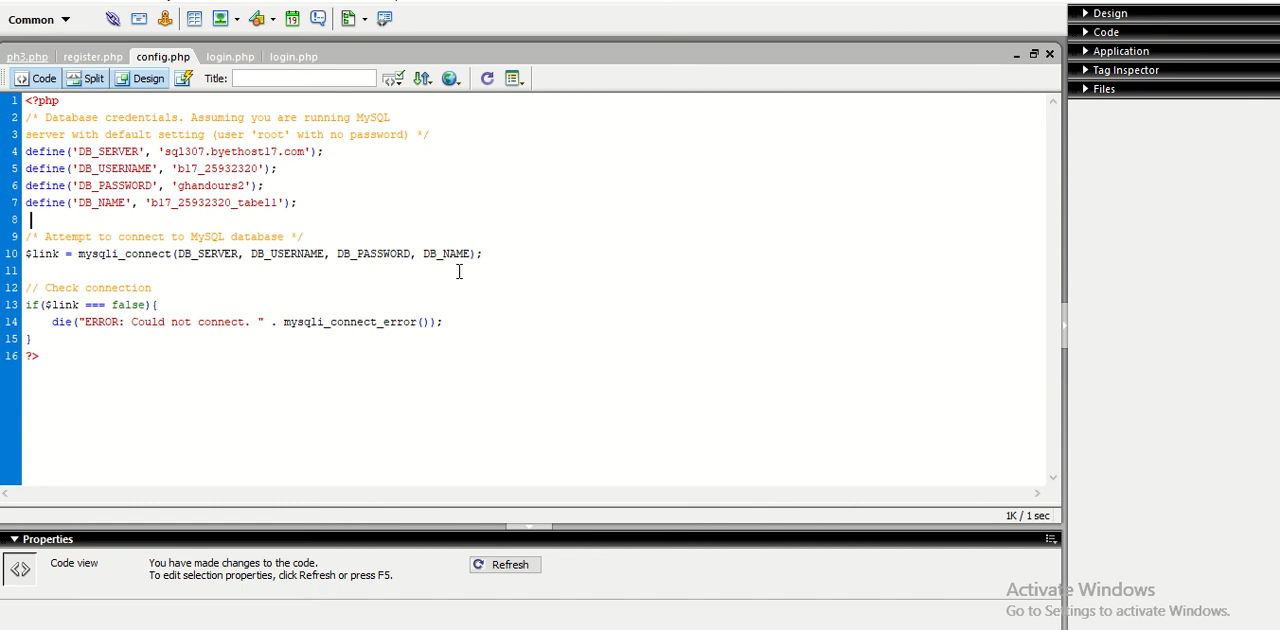 Common
Design
Code
Application
Tag Inspector
Files
ph3.php register.php config.php login.php login.php
Code Split Design Title:
1 <?php
2 /* Database credentials. Assuming you are running MySQL
3 server with default setting (user 'root' with no password) */
4 define('DB_SERVER', 'sql307.byethost17.com');
5 define('DB_USERNAME', 'b17_25932320');
6 define('DB_PASSWORD', 'ghandours2');
7 define('DB_NAME', 'b17_25932320_tabell');
8
9 /* Attempt to connect to MySQL database */
10 $link = mysqli_connect(DB_SERVER, DB_USERNAME, DB_PASSWORD, DB_NAME);
11
12 // Check connection
13 if($link === false){
14 die("ERROR: Could not connect. " . mysqli_connect_error());
15 }
16 ?>
1K / 1 sec
Properties
Code view
You have made changes to the code.
To edit selection properties, click Refresh or press F5.
Refresh
Activate Windows
Go to Settings to activate Windows.